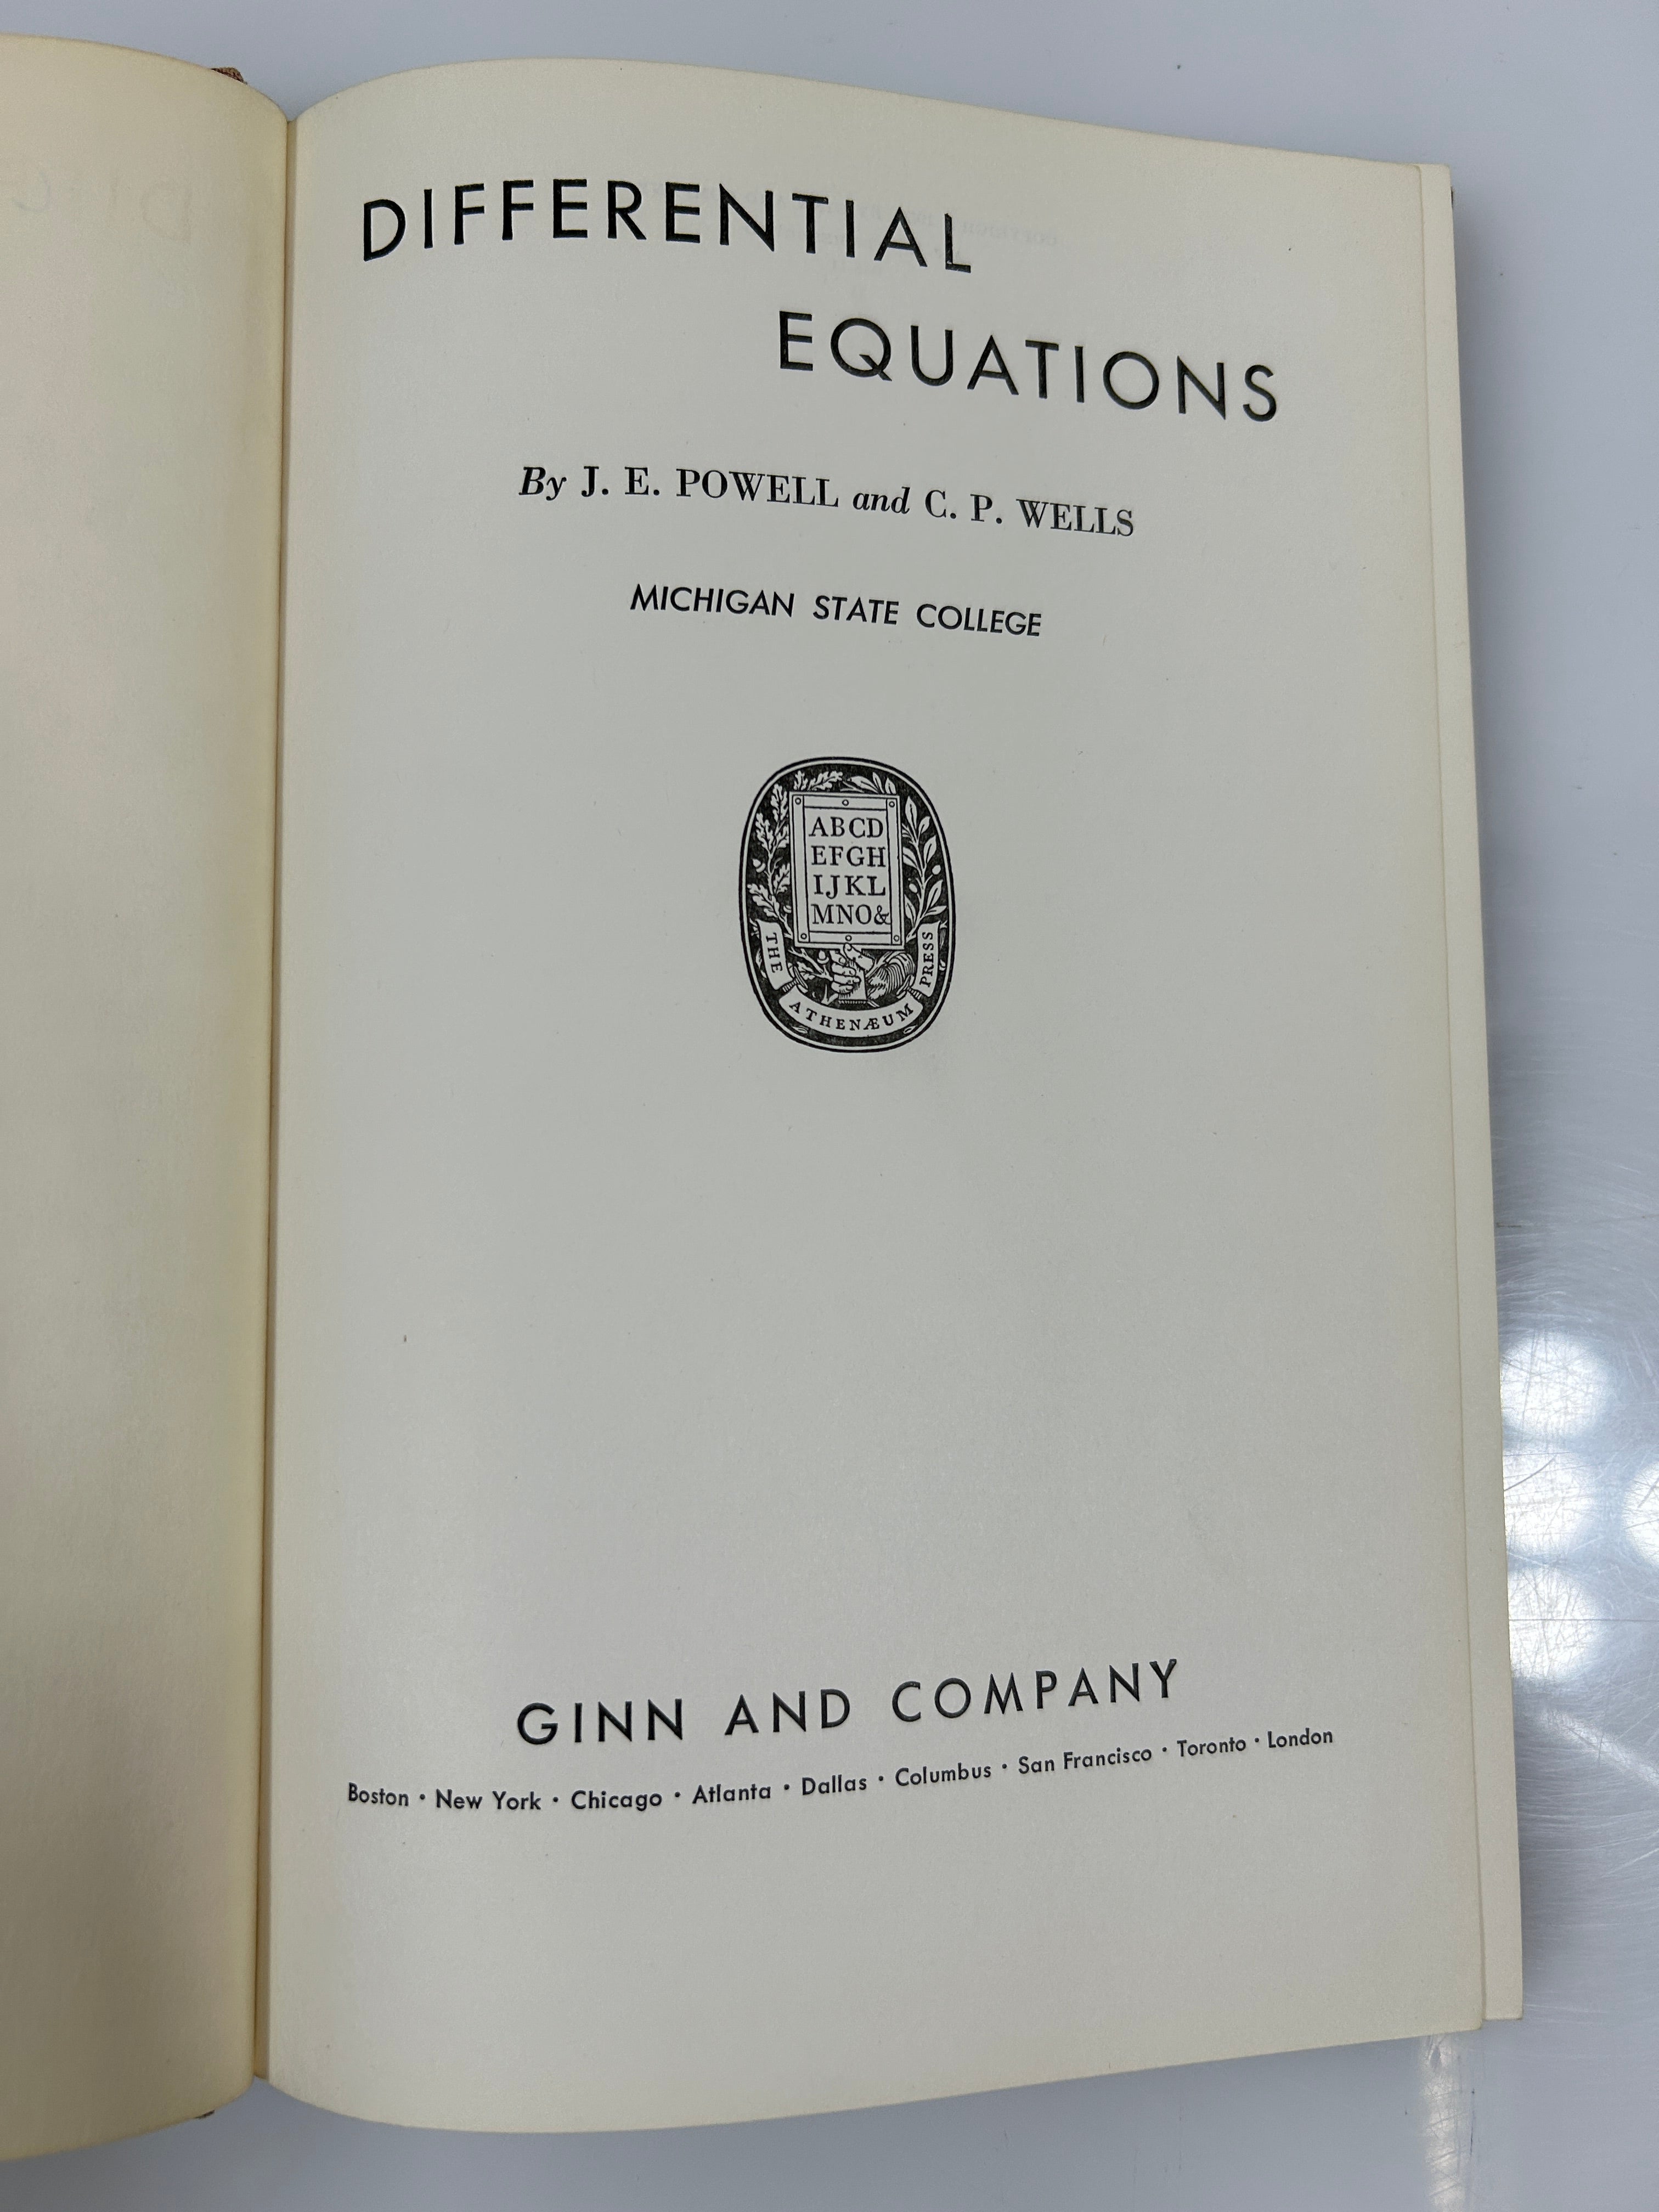 DIFFERENTIAL
EQUATIONS
By J. E. POWELL and C. P. WELLS
MICHIGAN STATE COLLEGE
ABCD
EFGH
IJKL
MNO&
THE ATHENÆUM PRESS
GINN AND COMPANY
Boston · New York · Chicago · Atlanta · Dallas · Columbus · San Francisco · Toronto · London